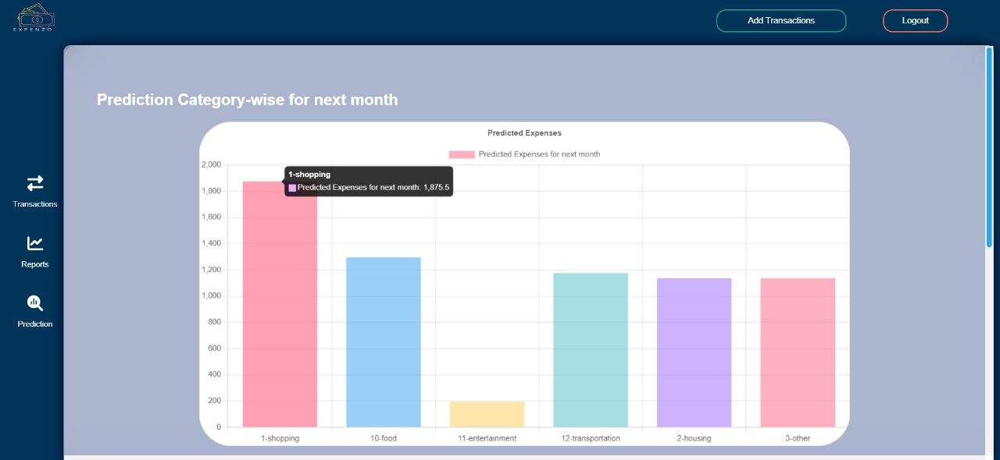 EXPENZO
Add Transactions
Logout
Prediction Category-wise for next month
Predicted Expenses
Predicted Expenses for next month
2,000
1-shopping
Predicted Expenses for next month: 1,875.5
1,800
1,600
1,400
1,200
1,000
800
600
400
200
0
1-shopping 10-food 11-entertainment 12-transportation 2-housing 3-other
Transactions
Reports
Prediction